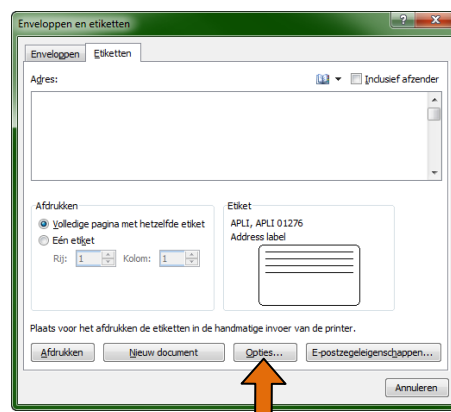 Enveloppen en etiketten
Enveloppen Etiketten
Adres:
Inclusief afzender
Afdrukken
Volledige pagina met hetzelfde etiket
Eén etiket
Rij: 1 Kolom: 1
Etiket
APLI, APLI 01276
Address label
Plaats voor het afdrukken de etiketten in de handmatige invoer van de printer.
Afdrukken Nieuw document Opties... E-postzegeleigenschappen...
Annuleren